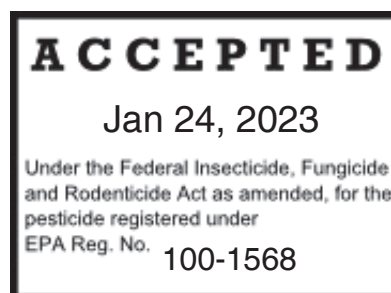 ACCEPTED
Jan 24, 2023
Under the Federal Insecticide, Fungicide
and Rodenticide Act as amended, for the
pesticide registered under
EPA Reg. No. 100-1568